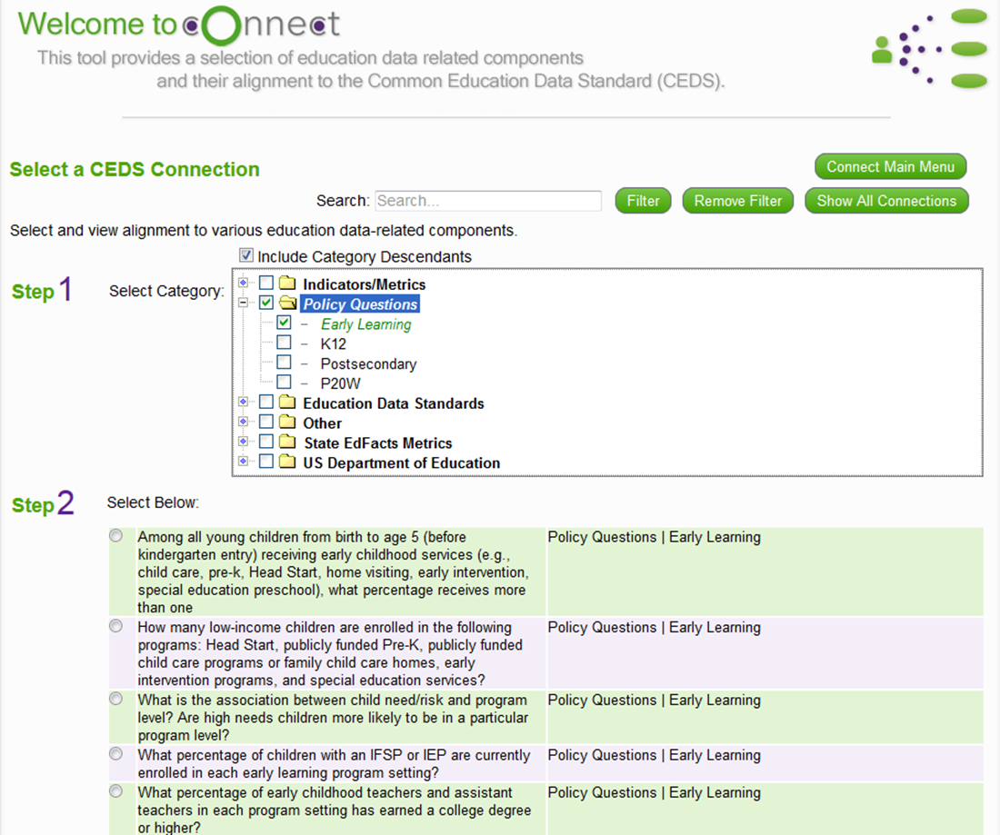 Welcome to cOnnect
This tool provides a selection of education data related components
and their alignment to the Common Education Data Standard (CEDS).
Select a CEDS Connection
Connect Main Menu
Search: Search... Filter Remove Filter Show All Connections
Select and view alignment to various education data-related components.
Include Category Descendants
Step 1 Select Category:
Indicators/Metrics
Policy Questions
– Early Learning
– K12
– Postsecondary
– P20W
Education Data Standards
Other
State EdFacts Metrics
US Department of Education
Step 2 Select Below:
Among all young children from birth to age 5 (before Policy Questions | Early Learning
kindergarten entry) receiving early childhood services (e.g.,
child care, pre-k, Head Start, home visiting, early intervention,
special education preschool), what percentage receives more
than one
How many low-income children are enrolled in the following Policy Questions | Early Learning
programs: Head Start, publicly funded Pre-K, publicly funded
child care programs or family child care homes, early
intervention programs, and special education services?
What is the association between child need/risk and program Policy Questions | Early Learning
level? Are high needs children more likely to be in a particular
program level?
What percentage of children with an IFSP or IEP are currently Policy Questions | Early Learning
enrolled in each early learning program setting?
What percentage of early childhood teachers and assistant Policy Questions | Early Learning
teachers in each program setting has earned a college degree
or higher?